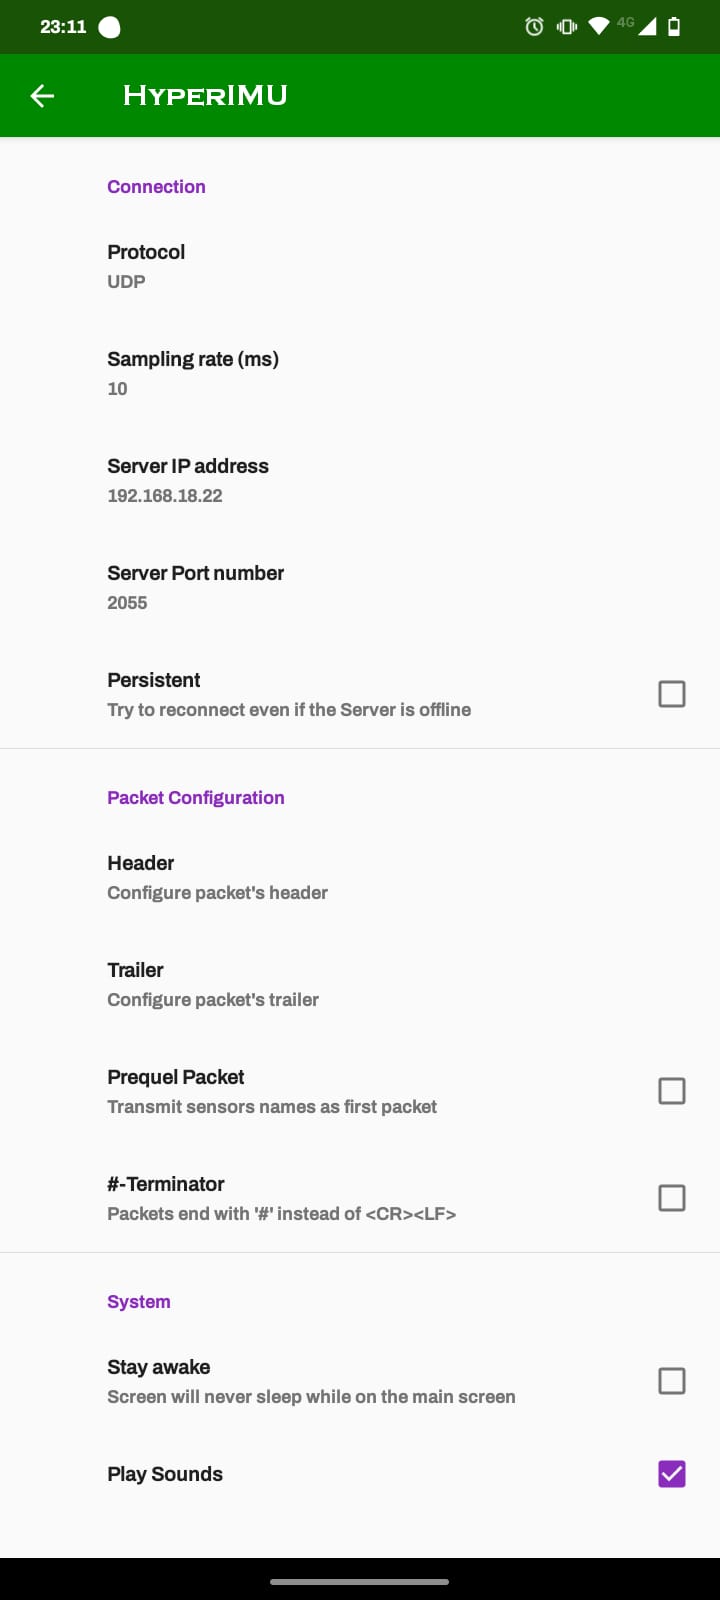 23:11
4G
HyperIMU
Connection
Protocol
UDP
Sampling rate (ms)
10
Server IP address
192.168.18.22
Server Port number
2055
Persistent
Try to reconnect even if the Server is offline
Packet Configuration
Header
Configure packet's header
Trailer
Configure packet's trailer
Prequel Packet
Transmit sensors names as first packet
#-Terminator
Packets end with '#' instead of <CR><LF>
System
Stay awake
Screen will never sleep while on the main screen
Play Sounds